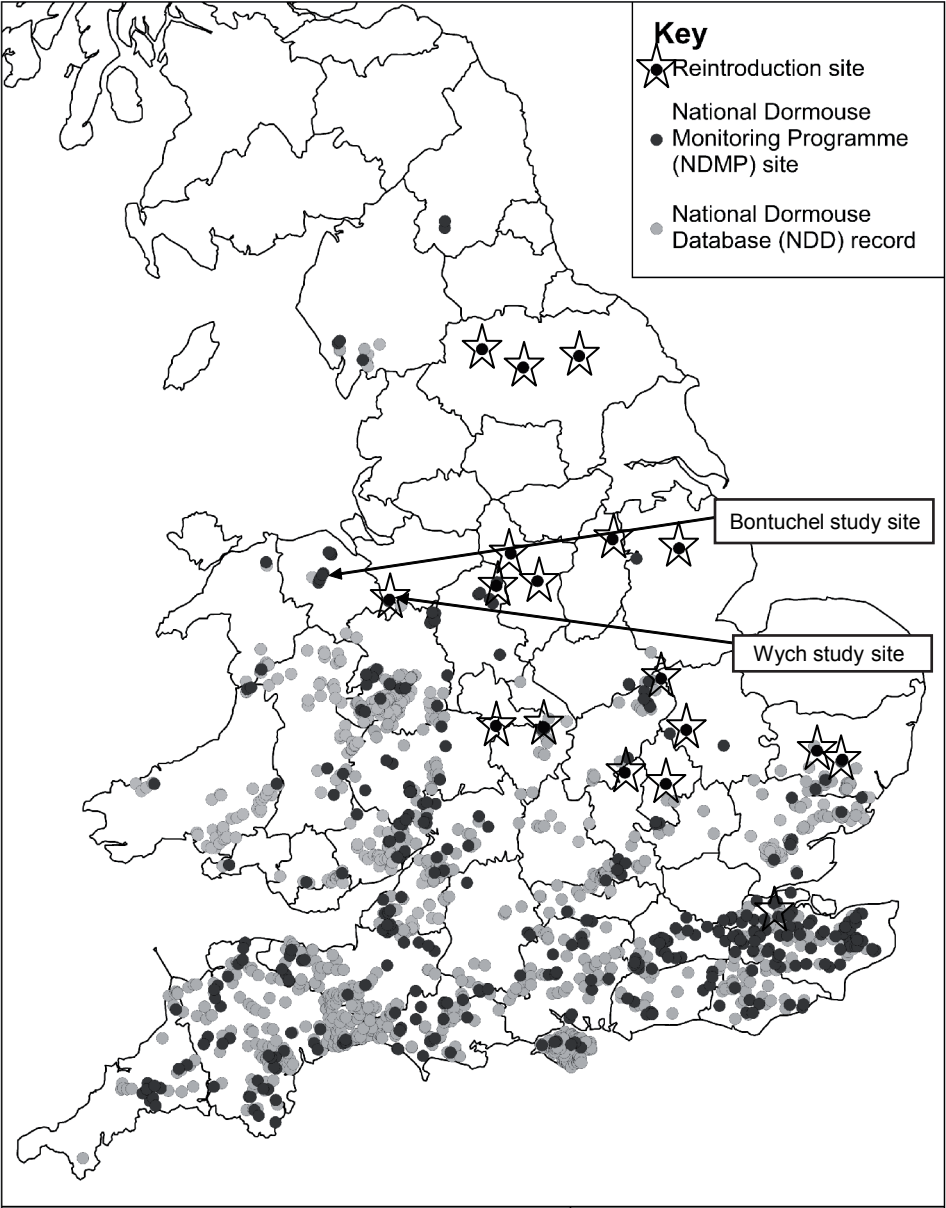 Key
Reintroduction site
National Dormouse
Monitoring Programme
(NDMP) site
National Dormouse
Database (NDD) record
Bontuchel study site
Wych study site